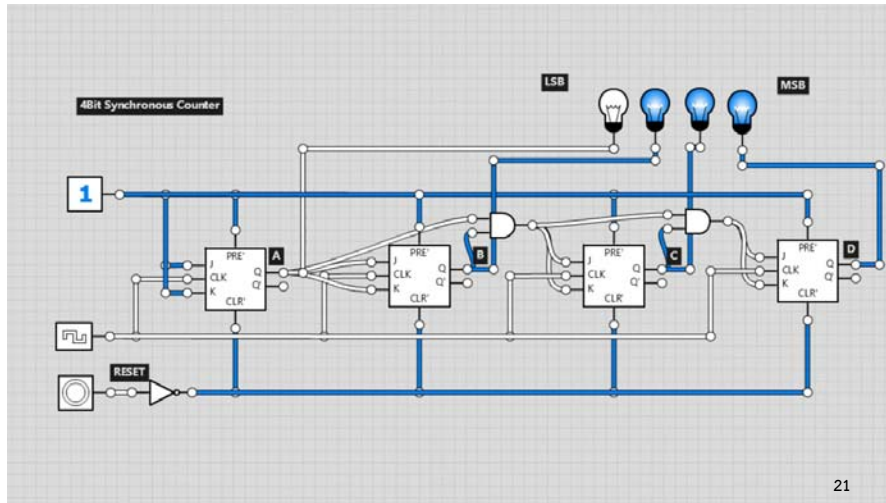 LSB
MSB
4Bit Synchronous Counter
1
PRE'
J
CLK
K
CLR'
Q
Q'
A
PRE'
J
CLK
K
CLR'
Q
Q'
B
PRE'
J
CLK
K
CLR'
Q
Q'
C
PRE'
J
CLK
K
CLR'
Q
Q'
D
RESET
21